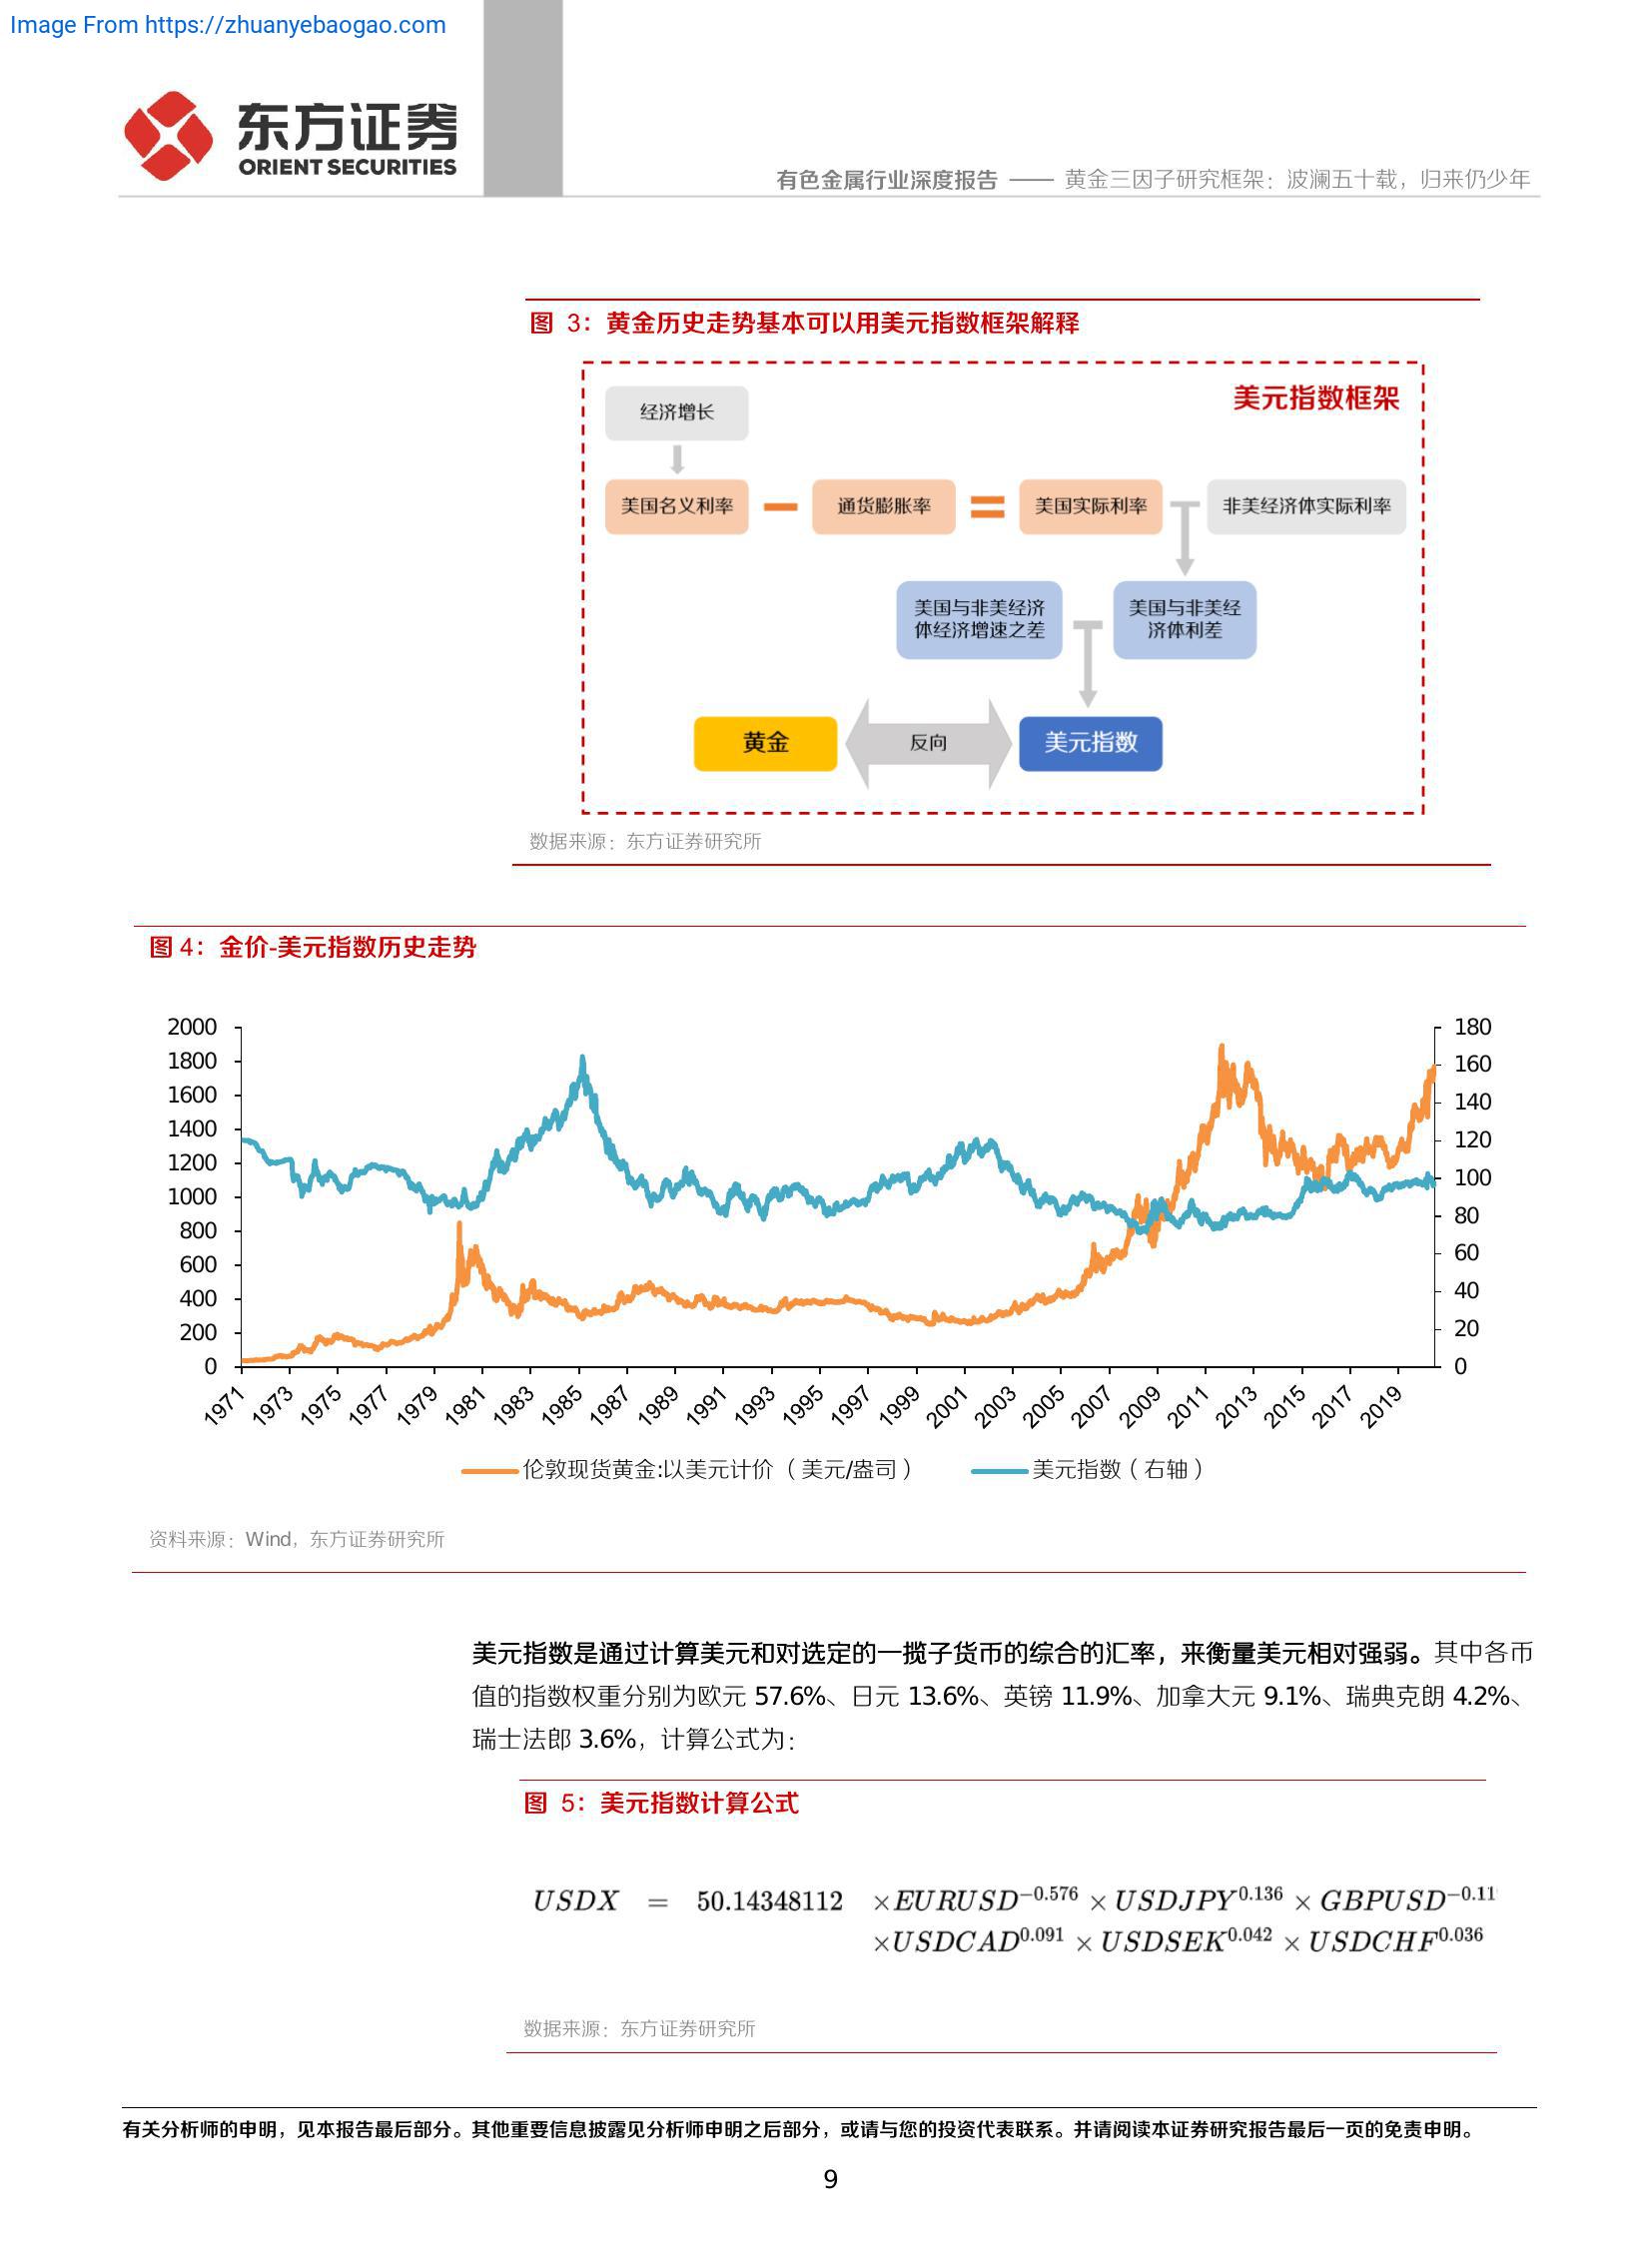 Image From https://zhuanyebaogao.com
东方证券
ORIENT SECURITIES
有色金属行业深度报告 —— 黄金三因子研究框架：波澜五十载，归来仍少年
图 3：黄金历史走势基本可以用美元指数框架解释
美元指数框架
经济增长
美国名义利率 通货膨胀率 = 美国实际利率 非美经济体实际利率
美国与非美经济
体经济增速之差
美国与非美经
济体利差
黄金 反向 美元指数
数据来源：东方证券研究所
图 4：金价-美元指数历史走势
2000
1800
1600
1400
1200
1000
800
600
400
200
0
180
160
140
120
100
80
60
40
20
0
1971 1973 1975 1977 1979 1981 1983 1985 1987 1989 1991 1993 1995 1997 1999 2001 2003 2005 2007 2009 2011 2013 2015 2017 2019
伦敦现货黄金:以美元计价（美元/盎司） 美元指数（右轴）
资料来源：Wind，东方证券研究所
美元指数是通过计算美元和对选定的一揽子货币的综合的汇率，来衡量美元相对强弱。其中各币
值的指数权重分别为欧元 57.6%、日元 13.6%、英镑 11.9%、加拿大元 9.1%、瑞典克朗 4.2%、
瑞士法郎 3.6%，计算公式为：
图 5：美元指数计算公式
USDX = 50.14348112 ×EURUSD^−0.576 × USDJPY^0.136 × GBPUSD^−0.11
×USDCAD^0.091 × USDSEK^0.042 × USDCHF^0.036
数据来源：东方证券研究所
有关分析师的申明，见本报告最后部分。其他重要信息披露见分析师申明之后部分，或请与您的投资代表联系。并请阅读本证券研究报告最后一页的免责申明。
9